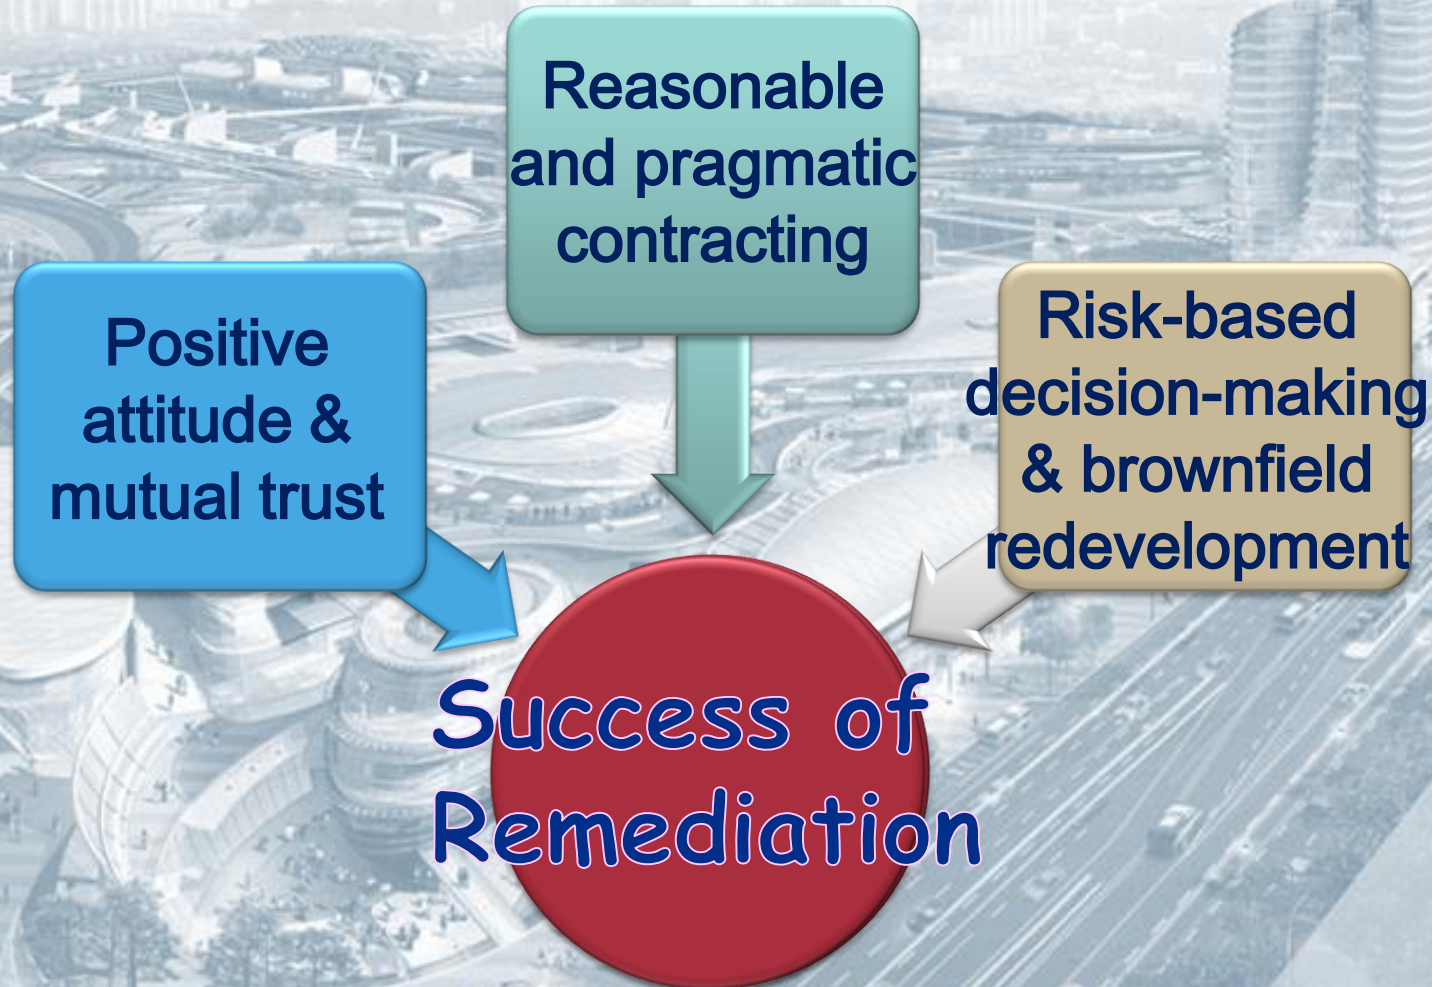 Reasonable
and pragmatic
contracting
Positive
attitude &
mutual trust
Risk-based
decision-making
& brownfield
redevelopment
Success of
Remediation